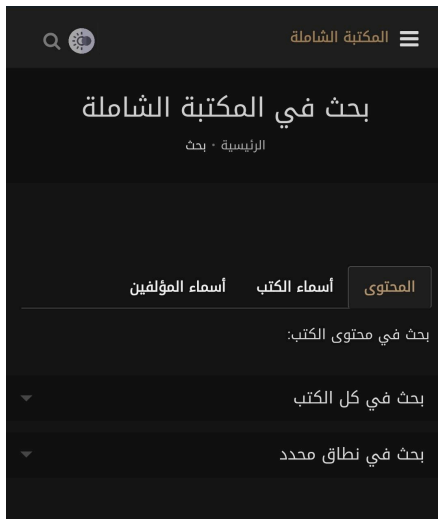 المكتبة الشاملة
بحث في المكتبة الشاملة
الرئيسية • بحث
المحتوى أسماء الكتب أسماء المؤلفين
بحث في محتوى الكتب:
بحث في كل الكتب
بحث في نطاق محدد